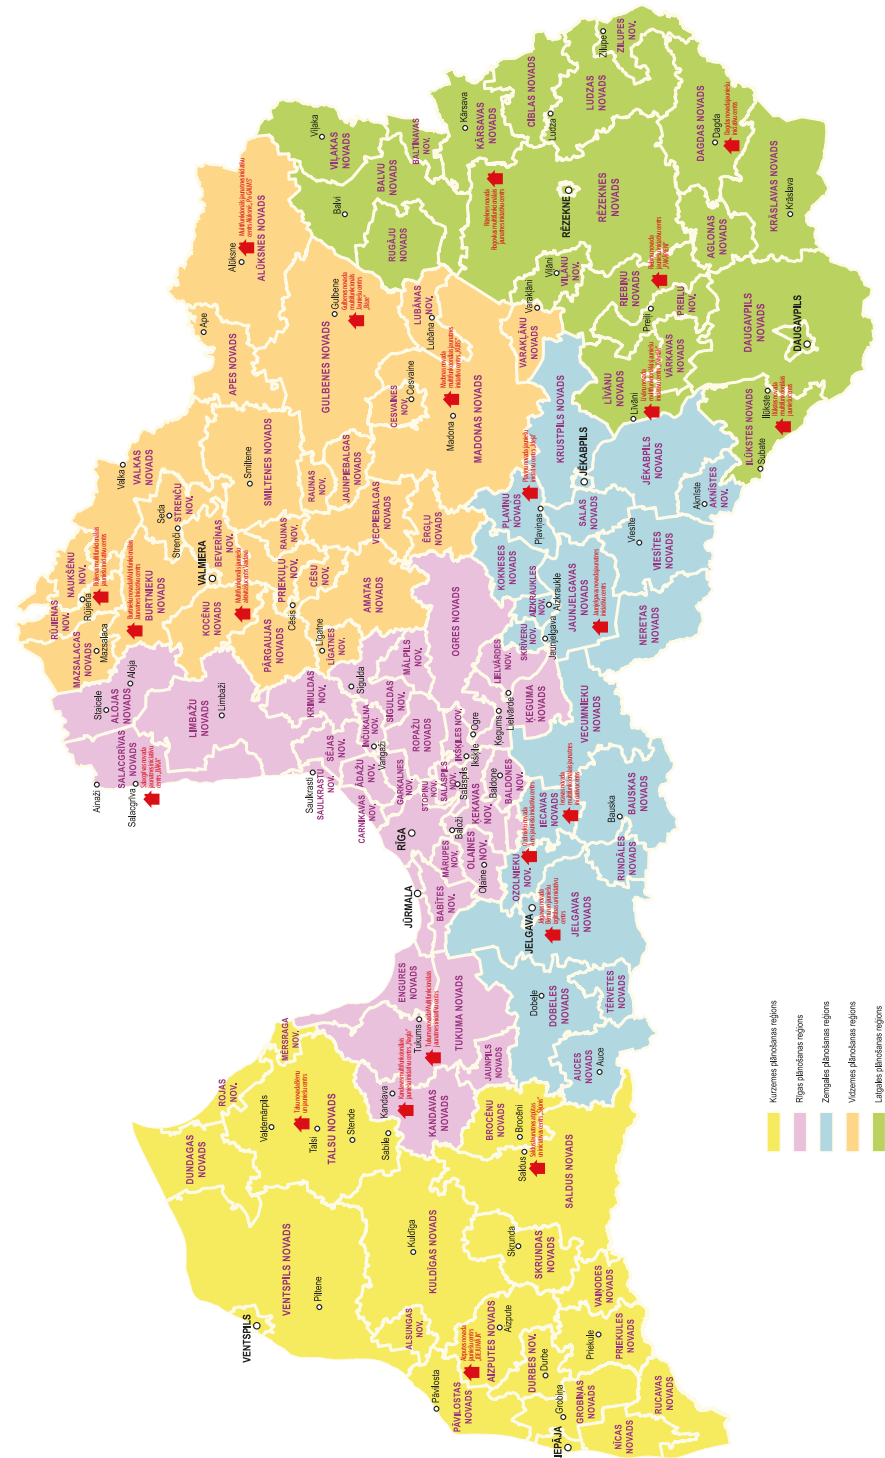 VENTSPILS
VENTSPILS NOVADS
Piltene
DUNDAGAS
NOVADS
ROJAS
NOV.
Valdemārpils
Talsi
TALSU NOVADS
Stende
Sabile
MĒRSRAGA
NOV.
ALSUNGAS
NOV.
KULDĪGAS NOVADS
Kuldīga
Pāvilosta
PĀVILOSTAS
NOVADS
AIZPUTES NOVADS
Aizpute
DURBES NOV.
Durbe
IEPĀJA
Grobiņa
GROBIŅAS
NOVADS
NĪCAS
NOVADS
RUCAVAS
NOVADS
Priekule
PRIEKULES
NOVADS
VAIŅODES
NOVADS
Skrunda
SKRUNDAS
NOVADS
SALDUS NOVADS
Saldus
BROCĒNU
NOVADS
Brocēni
ENGURES
NOVADS
Tukums
TUKUMA NOVADS
Kandava
KANDAVAS
NOVADS
JAUNPILS
NOVADS
AUCES
NOVADS
Auce
Dobele
DOBELES
NOVADS
TĒRVETES
NOVADS
JELGAVA
JELGAVAS
NOVADS
OZOLNIEKU
NOV.
JŪRMALA
BABĪTES
NOV.
MĀRUPES
NOV.
OLAINES
NOV.
Olaine
RĪGA
Baloži
ĶEKAVAS
NOV.
CARNIKAVAS
NOV.
ĀDAŽU
NOV.
GARKALNES
NOV.
STOPIŅU
NOV.
SALASPILS
NOV.
Salaspils
Baldone
BALDONES
NOV.
ROPAŽU
NOVADS
IKŠĶILES NOV.
Ikšķile
Ogre
Ķegums
Lielvārde
ĶEGUMA
NOVADS
LIELVĀRDES
NOV.
OGRES NOVADS
MĀLPILS
NOV.
SIGULDAS
NOV.
Sigulda
INČUKALNA
NOV.
Vangaži
SĒJAS
NOV.
KRIMULDAS
NOV.
Saulkrasti
SAULKRASTU
NOV.
Ainaži
Salacgrīva
SALACGRĪVAS
NOVADS
Staicele
ALOJAS
NOVADS
Aloja
LIMBAŽU
NOVADS
Limbaži
IECAVAS
NOVADS
Bauska
BAUSKAS
NOVADS
RUNDĀLES
NOVADS
VECUMNIEKU
NOVADS
SKRĪVERU
NOV.
Jaunjelgava
JAUNJELGAVAS
NOVADS
AIZKRAUKLES
NOV.
Aizkraukle
KOKNESES
NOVADS
NERETAS
NOVADS
Viesīte
VIESĪTES
NOVADS
PĻAVIŅU
NOVADS
Pļaviņas
SALAS
NOVADS
JĒKABPILS
KRUSTPILS NOVADS
JĒKABPILS
NOVADS
Aknīste
AKNĪSTES
NOV.
MAZSALACAS
NOVADS
Mazsalaca
RŪJIENAS
NOV.
Rūjiena
NAUKŠĒNU
NOV.
BURTNIEKU
NOVADS
KOCĒNU
NOVADS
VALMIERA
BEVERĪNAS
NOV.
Strenči
Seda
STRENČU
NOV.
Valka
VALKAS
NOVADS
Smiltene
SMILTENES NOVADS
PĀRGAUJAS
NOVADS
Cēsis
PRIEKUĻU
NOV.
CĒSU
NOV.
RAUNAS
NOV.
RAUNAS
NOV.
Līgatne
LĪGATNES
NOV.
AMATAS
NOVADS
JAUNPIEBALGAS
NOVADS
VECPIEBALGAS
NOVADS
ĒRGĻU
NOVADS
Ape
APES NOVADS
Alūksne
ALŪKSNES NOVADS
Gulbene
GULBENES NOVADS
CESVAINES
NOV.
Cesvaine
Madona
MADONAS NOVADS
LUBĀNAS
NOV.
Lubāna
Varakļāni
VARAKĻĀNU
NOVADS
Viļaka
VIĻAKAS
NOVADS
Balvi
BALVU
NOVADS
BALTINAVAS
NOV.
RUGĀJU
NOVADS
Kārsava
KĀRSAVAS
NOVADS
CIBLAS NOVADS
Ludza
LUDZAS
NOVADS
Zilupe
ZILUPES
NOV.
RĒZEKNE
RĒZEKNES
NOVADS
Viļāni
VIĻĀNU
NOV.
RIEBIŅU
NOVADS
Preiļi
PREIĻU
NOV.
VĀRKAVAS
NOVADS
LĪVĀNU
NOVADS
Līvāni
AGLONAS
NOVADS
DAGDAS NOVADS
Dagda
KRĀSLAVAS NOVADS
Krāslava
DAUGAVPILS
NOVADS
DAUGAVPILS
ILŪKSTES NOVADS
Ilūkste
Subate
Kurzemes plānošanas reģions
Rīgas plānošanas reģions
Zemgales plānošanas reģions
Vidzemes plānošanas reģions
Latgales plānošanas reģions